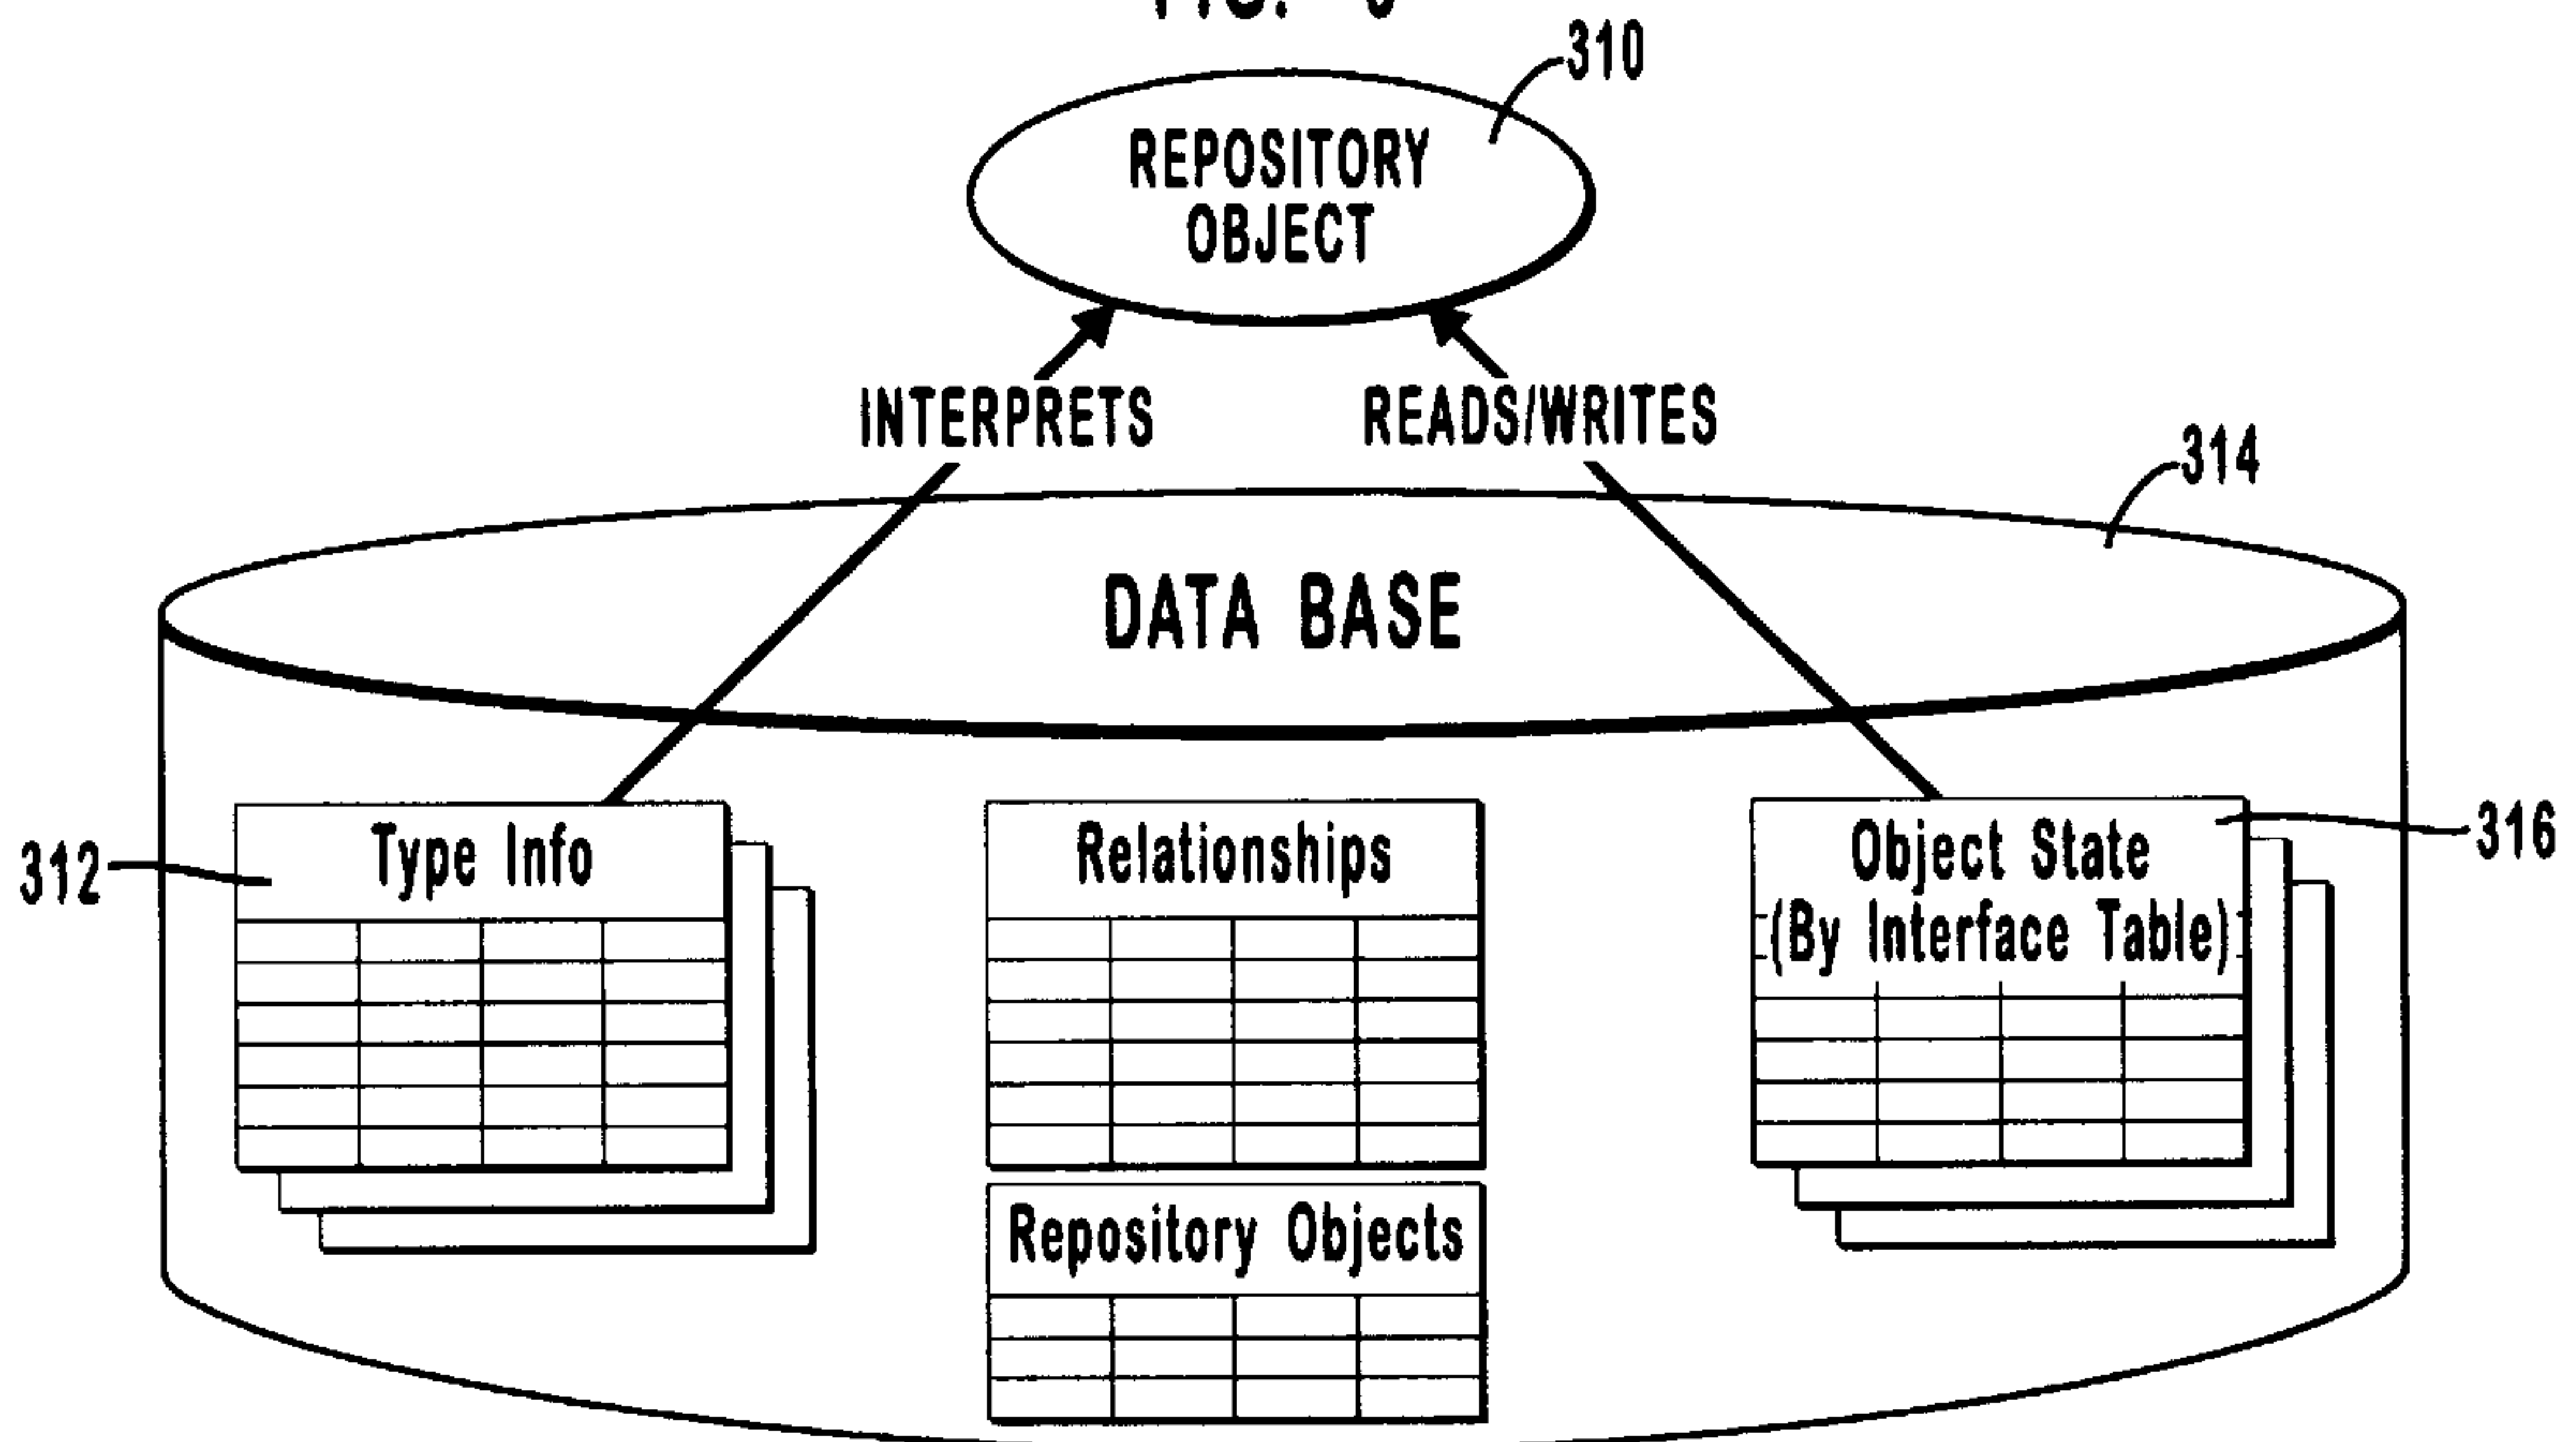 FIG.
310
REPOSITORY
OBJECT
INTERPRETS
READS/WRITES
314
DATA BASE
312
Type Info
Relationships
Object State
(By Interface Table)
316
Repository Objects